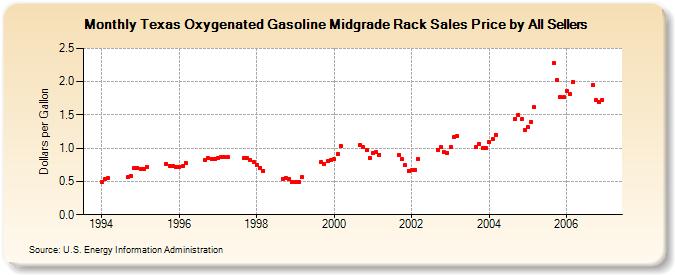 Monthly Texas Oxygenated Gasoline Midgrade Rack Sales Price by All Sellers
Dollars per Gallon
2.5
2.0
1.5
1.0
0.5
0.0
1994 1996 1998 2000 2002 2004 2006
Source: U.S. Energy Information Administration